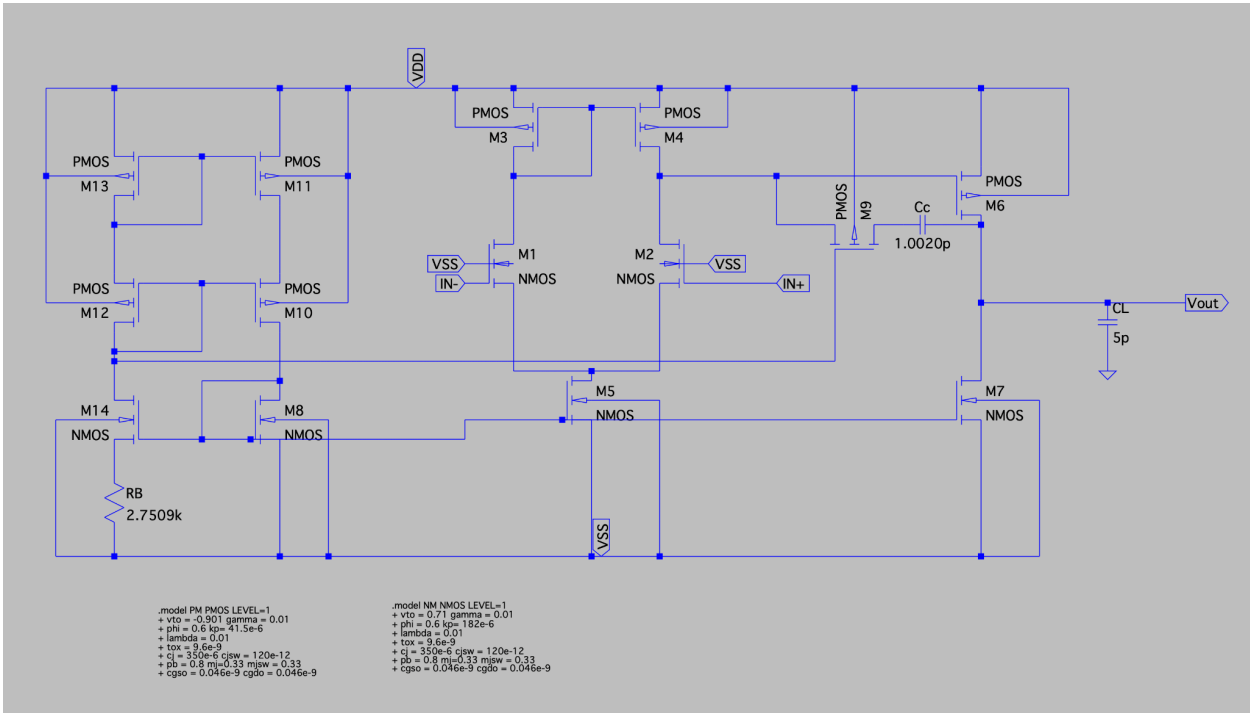 VDD
PMOS
M3
PMOS
M4
PMOS
M13
PMOS
M11
PMOS
M9
PMOS
M6
Cc
1.0020p
VSS
IN-
M1
NMOS
M2
NMOS
VSS
IN+
PMOS
M12
PMOS
M10
Vout
CL
5p
M14
NMOS
M8
NMOS
M5
NMOS
M7
NMOS
RB
2.7509k
VSS
.model PM PMOS LEVEL=1
+ vto = -0.901 gamma = 0.01
+ phi = 0.6 kp= 41.5e-6
+ lambda = 0.01
+ tox = 9.6e-9
+ cj = 350e-6 cjsw = 120e-12
+ pb = 0.8 mj=0.33 mjsw = 0.33
+ cgso = 0.046e-9 cgdo = 0.046e-9
.model NM NMOS LEVEL=1
+ vto = 0.71 gamma = 0.01
+ phi = 0.6 kp= 182e-6
+ lambda = 0.01
+ tox = 9.6e-9
+ cj = 350e-6 cjsw = 120e-12
+ pb = 0.8 mj=0.33 mjsw = 0.33
+ cgso = 0.046e-9 cgdo = 0.046e-9